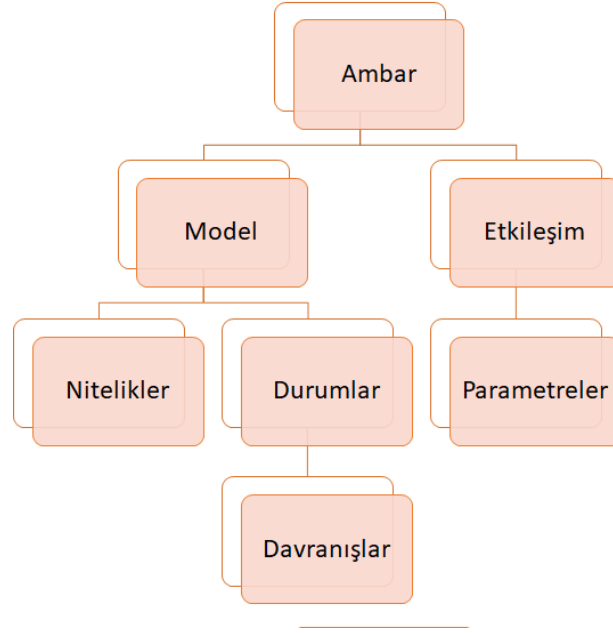 Ambar
Model
Etkileşim
Nitelikler
Durumlar
Parametreler
Davranışlar